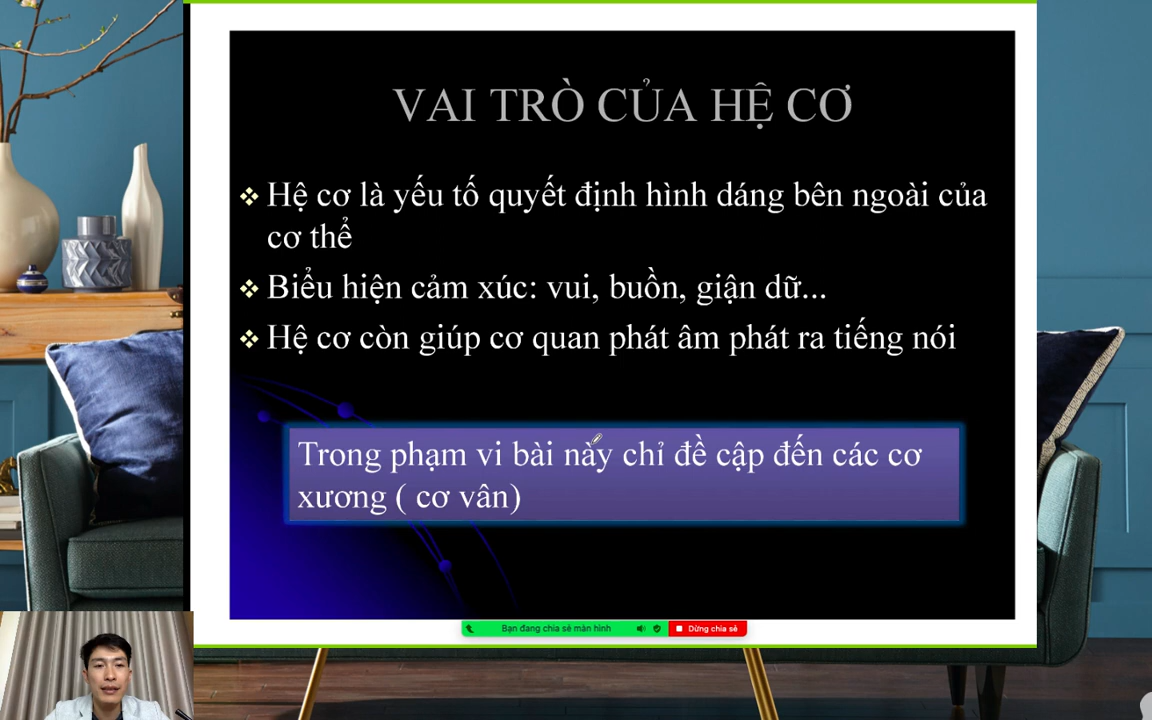 VAI TRÒ CỦA HỆ CƠ
Hệ cơ là yếu tố quyết định hình dáng bên ngoài của
cơ thể
Biểu hiện cảm xúc: vui, buồn, giận dữ...
Hệ cơ còn giúp cơ quan phát âm phát ra tiếng nói
Trong phạm vi bài này chỉ đề cập đến các cơ
xương ( cơ vân)
Bạn đang chia sẻ màn hình
Dừng chia sẻ